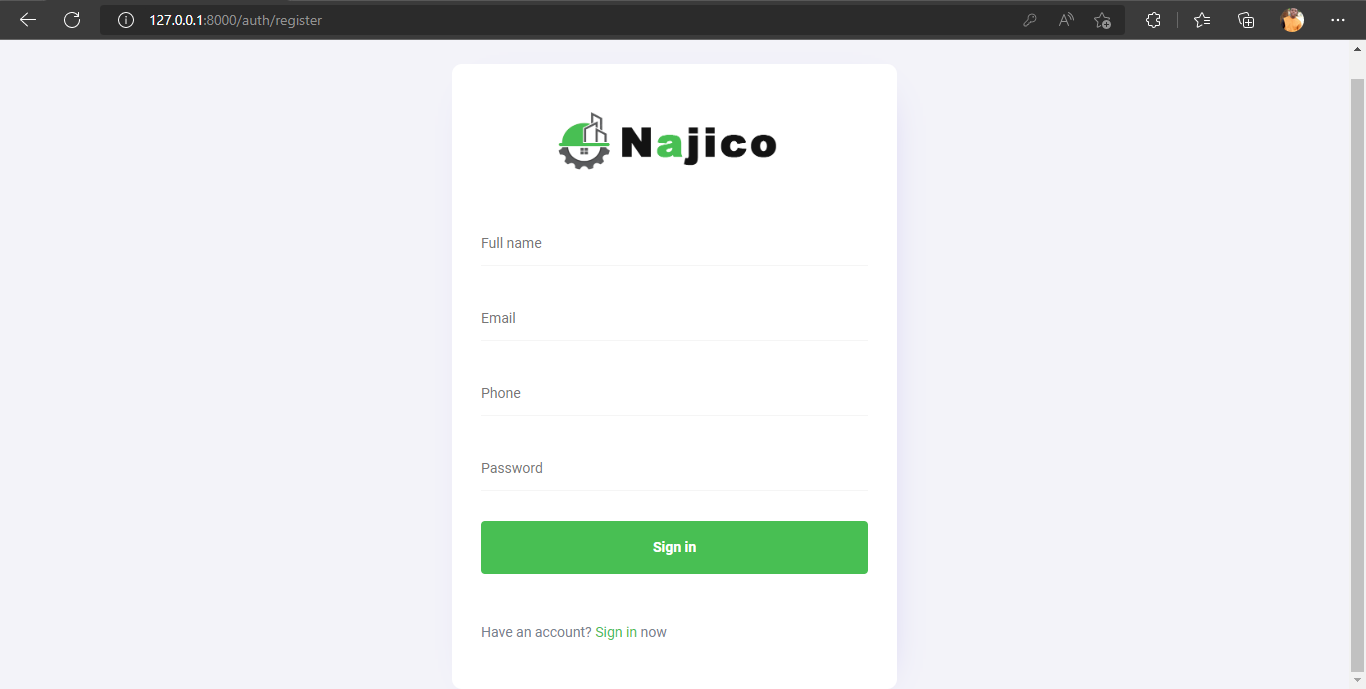 127.0.0.1:8000/auth/register
Najico
Full name
Email
Phone
Password
Sign in
Have an account? Sign in now